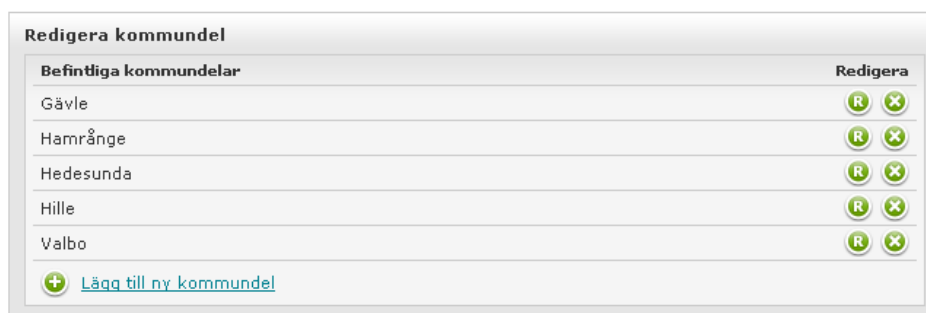 Redigera kommundel
Befintliga kommundelar Redigera
Gävle R
Hamrånge R
Hedesunda R
Hille R
Valbo R
Lägg till ny kommundel